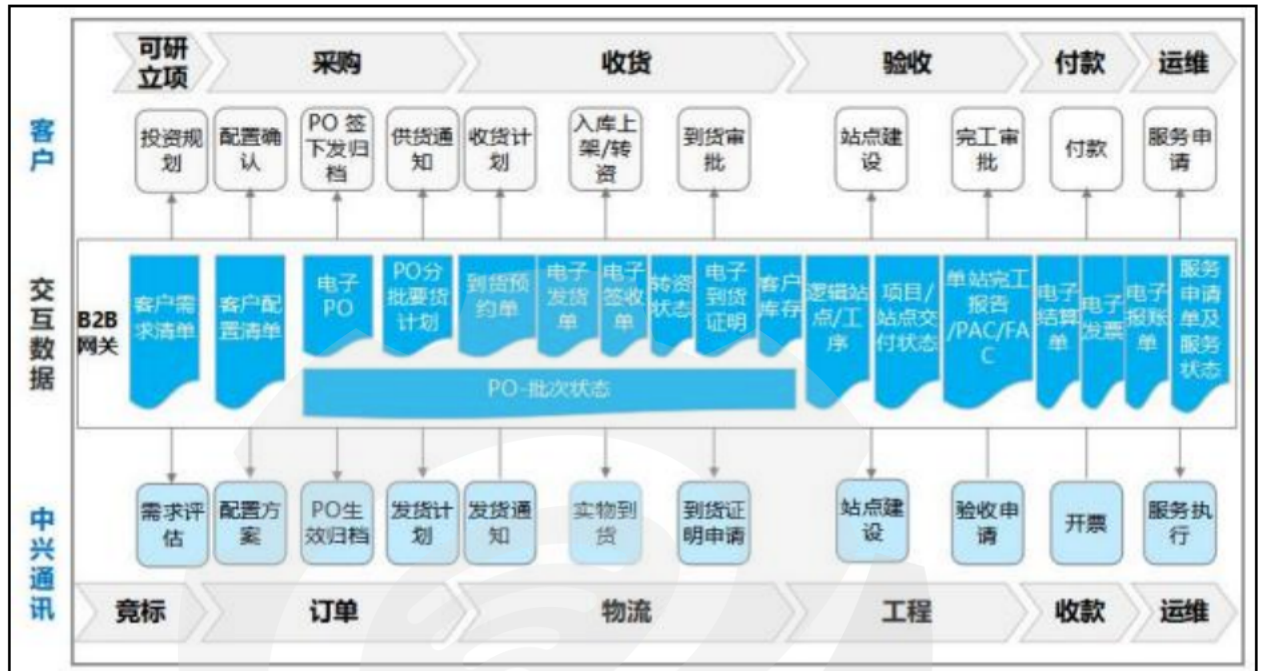 可研
立项
采购
收货
验收
付款
运维
客户
投资规
划
配置确
认
PO 签
下发归
档
供货通
知
收货计
划
入库上
架/转
资
到货审
批
站点建
设
完工审
批
付款
服务申
请
交互数据
B2B
网关
客户需
求清单
客户配
置清单
电子
PO
PO分
批要货
计划
到货预
约单
电子
发货
单
电子
签收
单
转资
状态
电子
到货
证明
客户
库存
逻辑站
点/工
序
项目/
站点交
付状态
单站完工
报告
/PAC/FA
C
电子
结算
单
电子
发票
电子
报账
单
服务
申请
单及
服务
状态
PO-批次状态
中兴通讯
需求评
估
配置方
案
PO生
效归档
发货计
划
发货通
知
实物到
货
到货证
明申请
站点建
设
验收申
请
开票
服务执
行
竞标
订单
物流
工程
收款
运维